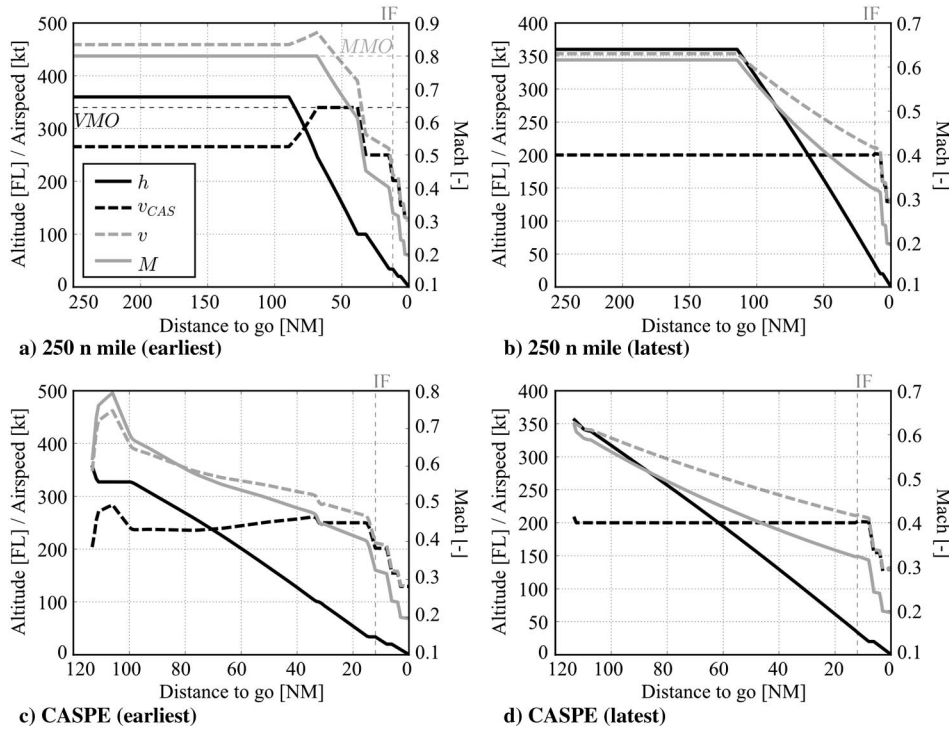 IF
IF
500
0.9
400
0.7
MMO
400
0.8
350
0.6
0.7
300
300
VMO
0.6
250
0.5
200
0.5
200
0.4
h
0.4
150
v_CAS
0.3
100
0.3
100
v
0.2
50
0.2
M
0
0.1
0
0.1
250 200 150 100 50 0
250 200 150 100 50 0
Altitude [FL] / Airspeed [kt]
Mach [-]
Altitude [FL] / Airspeed [kt]
Mach [-]
Distance to go [NM]
Distance to go [NM]
a) 250 n mile (earliest)
b) 250 n mile (latest)
IF
IF
500
0.8
400
0.7
0.7
350
400
0.6
0.6
300
300
250
0.5
0.5
200
0.4
200
0.4
150
0.3
0.3
100
100
0.2
50
0.2
0
0.1
0
0.1
120 100 80 60 40 20 0
120 100 80 60 40 20 0
Altitude [FL] / Airspeed [kt]
Mach [-]
Altitude [FL] / Airspeed [kt]
Mach [-]
Distance to go [NM]
Distance to go [NM]
c) CASPE (earliest)
d) CASPE (latest)